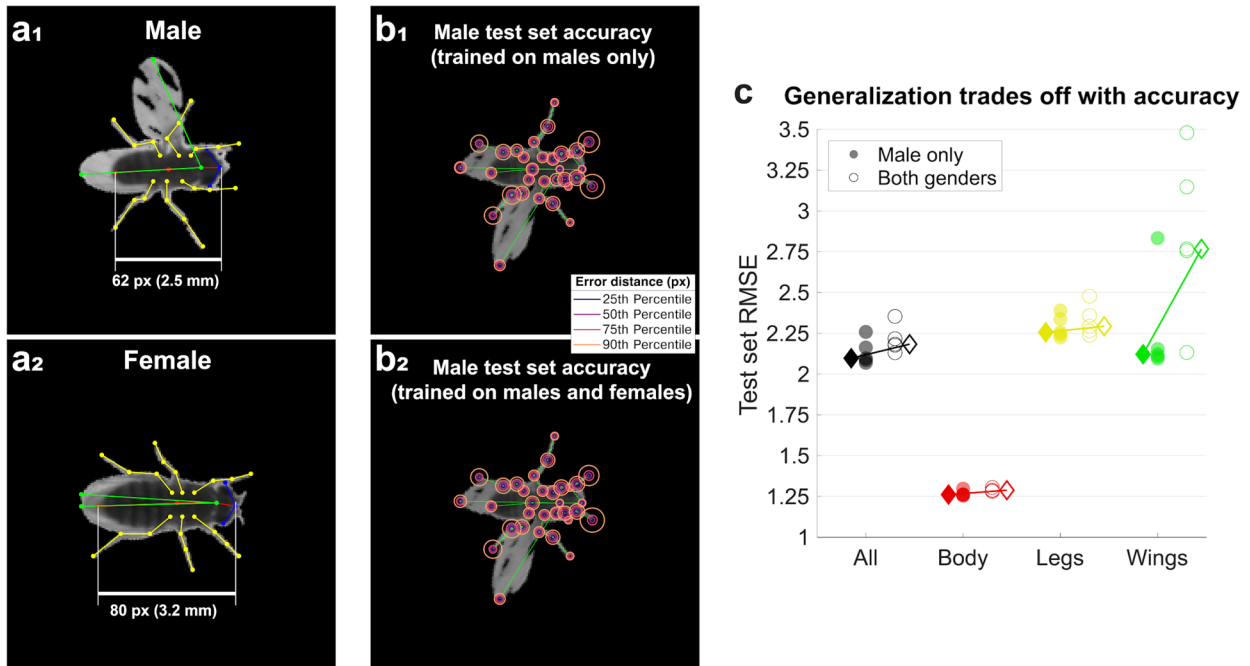 a₁
Male
62 px (2.5 mm)
a₂
Female
80 px (3.2 mm)
b₁
Male test set accuracy
(trained on males only)
Error distance (px)
25th Percentile
50th Percentile
75th Percentile
90th Percentile
b₂
Male test set accuracy
(trained on males and females)
c
Generalization trades off with accuracy
Male only
Both genders
Test set RMSE
3.5
3.25
3
2.75
2.5
2.25
2
1.75
1.5
1.25
1
All
Body
Legs
Wings